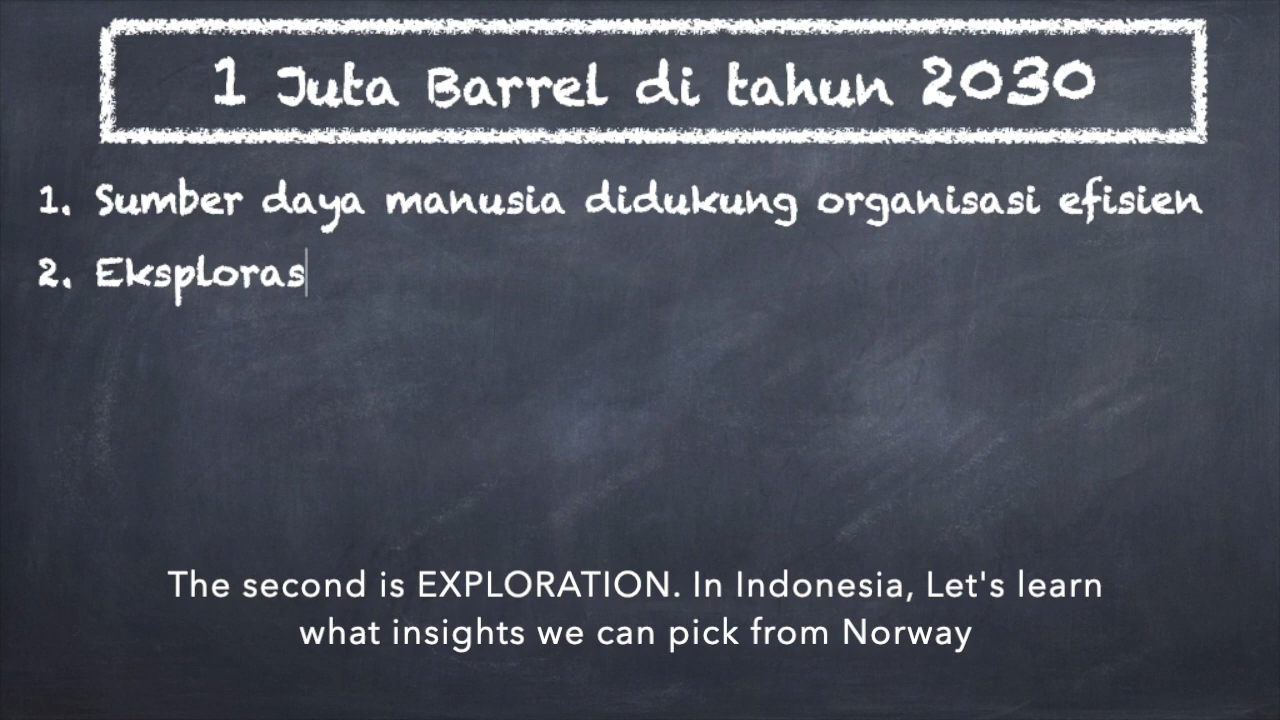 1 Juta Barrel di tahun 2030
1. Sumber daya manusia didukung organisasi efisien
2. Eksploras
The second is EXPLORATION. In Indonesia, Let's learn
what insights we can pick from Norway